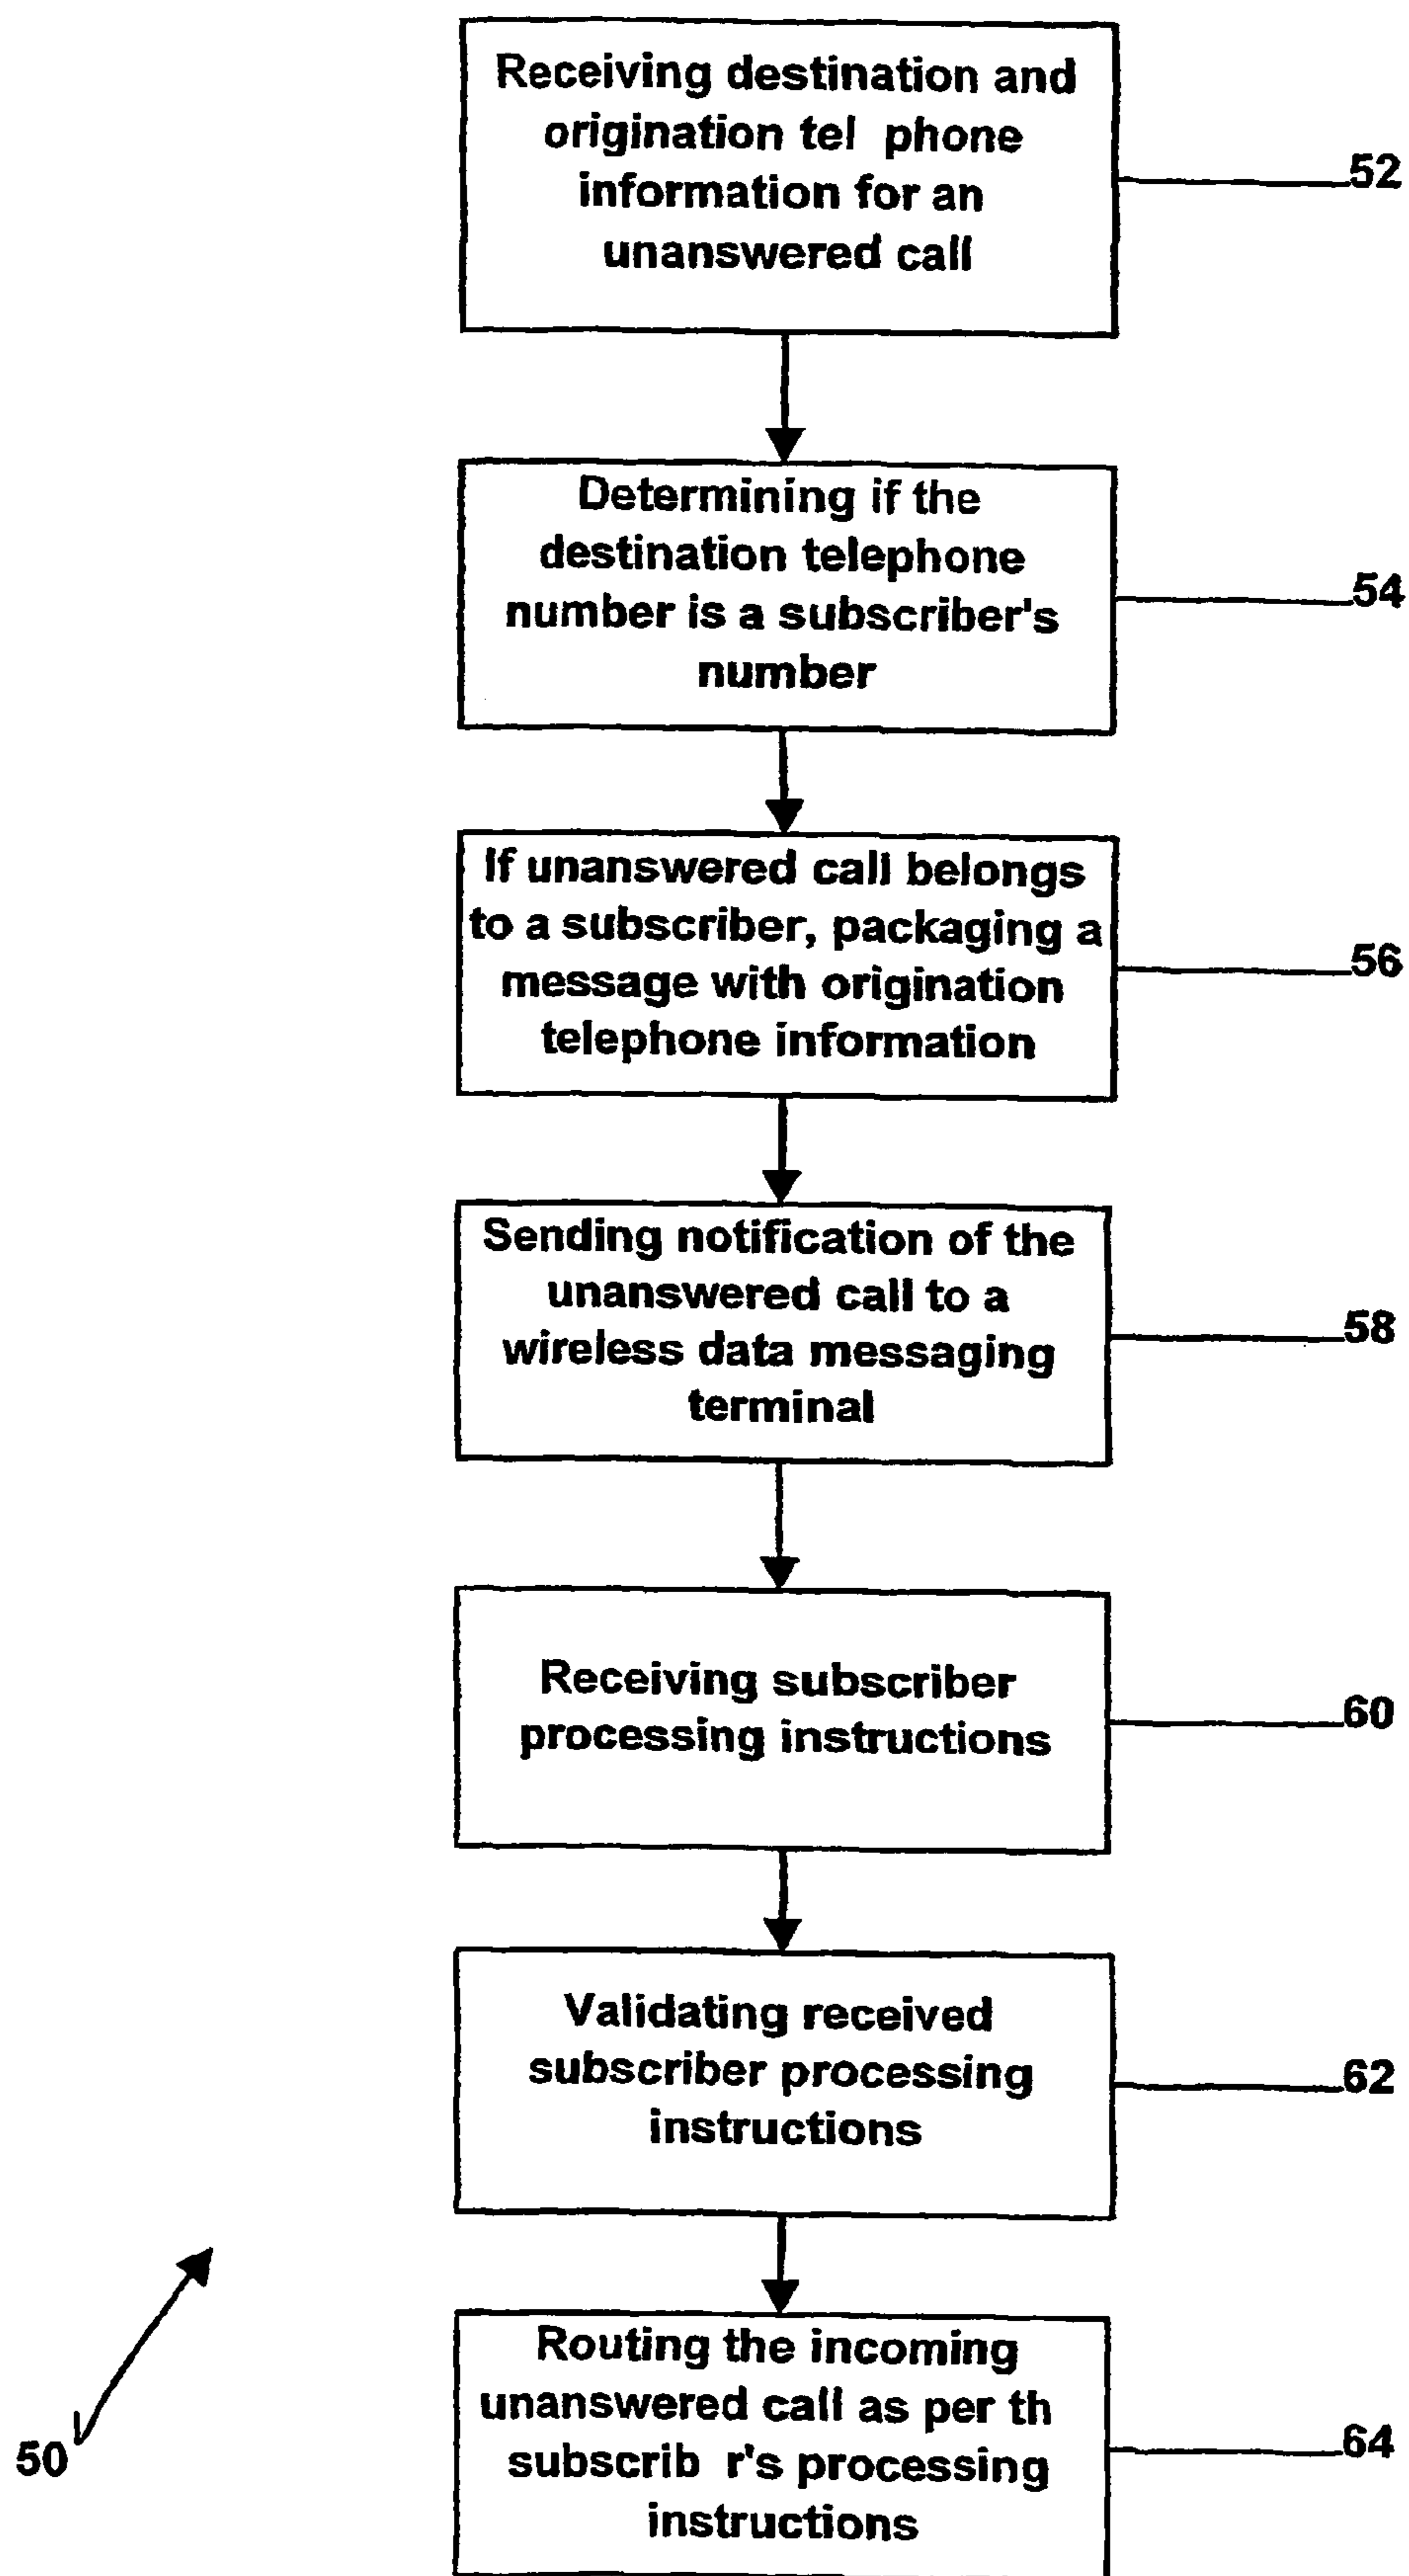 Receiving destination and
origination tel phone
information for an
unanswered call
52
Determining if the
destination telephone
number is a subscriber's
number
54
If unanswered call belongs
to a subscriber, packaging a
message with origination
telephone information
56
Sending notification of the
unanswered call to a
wireless data messaging
terminal
58
Receiving subscriber
processing instructions
60
Validating received
subscriber processing
instructions
62
Routing the incoming
unanswered call as per th
subscrib r's processing
instructions
64
50